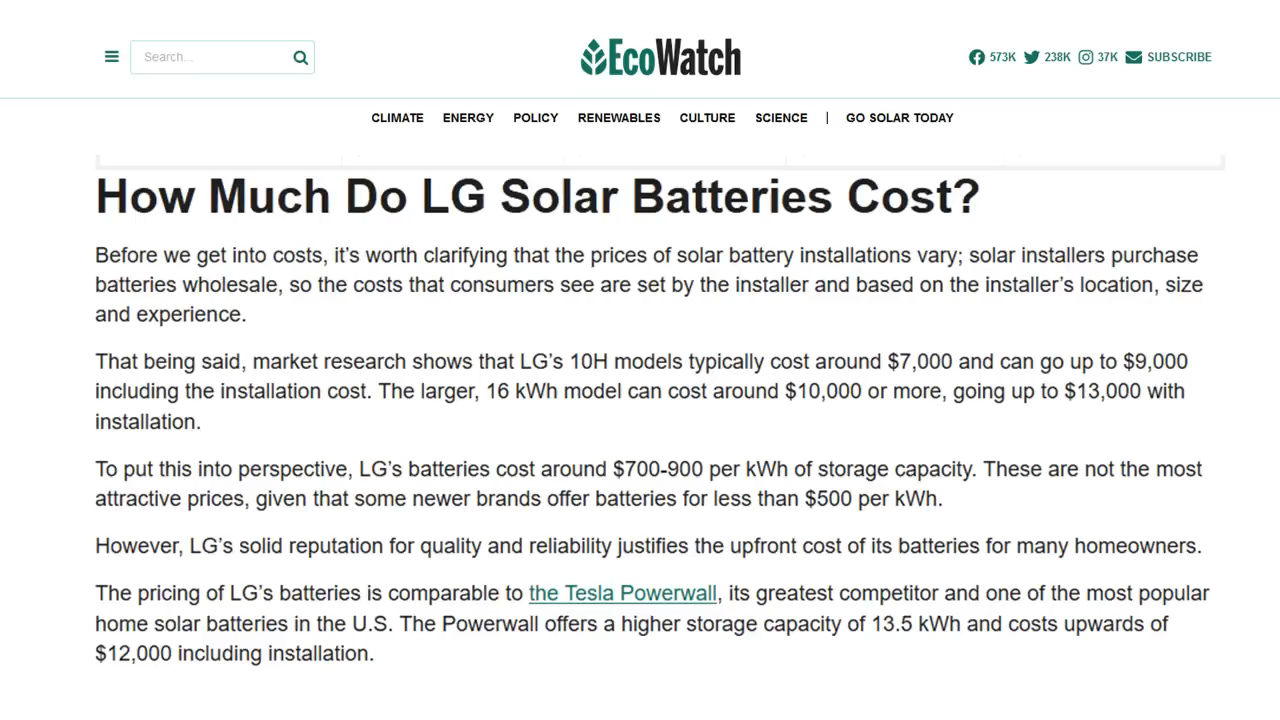 Search...
EcoWatch
573K 238K 37K SUBSCRIBE
CLIMATE ENERGY POLICY RENEWABLES CULTURE SCIENCE | GO SOLAR TODAY
How Much Do LG Solar Batteries Cost?
Before we get into costs, it’s worth clarifying that the prices of solar battery installations vary; solar installers purchase
batteries wholesale, so the costs that consumers see are set by the installer and based on the installer’s location, size
and experience.
That being said, market research shows that LG’s 10H models typically cost around $7,000 and can go up to $9,000
including the installation cost. The larger, 16 kWh model can cost around $10,000 or more, going up to $13,000 with
installation.
To put this into perspective, LG’s batteries cost around $700-900 per kWh of storage capacity. These are not the most
attractive prices, given that some newer brands offer batteries for less than $500 per kWh.
However, LG’s solid reputation for quality and reliability justifies the upfront cost of its batteries for many homeowners.
The pricing of LG’s batteries is comparable to the Tesla Powerwall, its greatest competitor and one of the most popular
home solar batteries in the U.S. The Powerwall offers a higher storage capacity of 13.5 kWh and costs upwards of
$12,000 including installation.